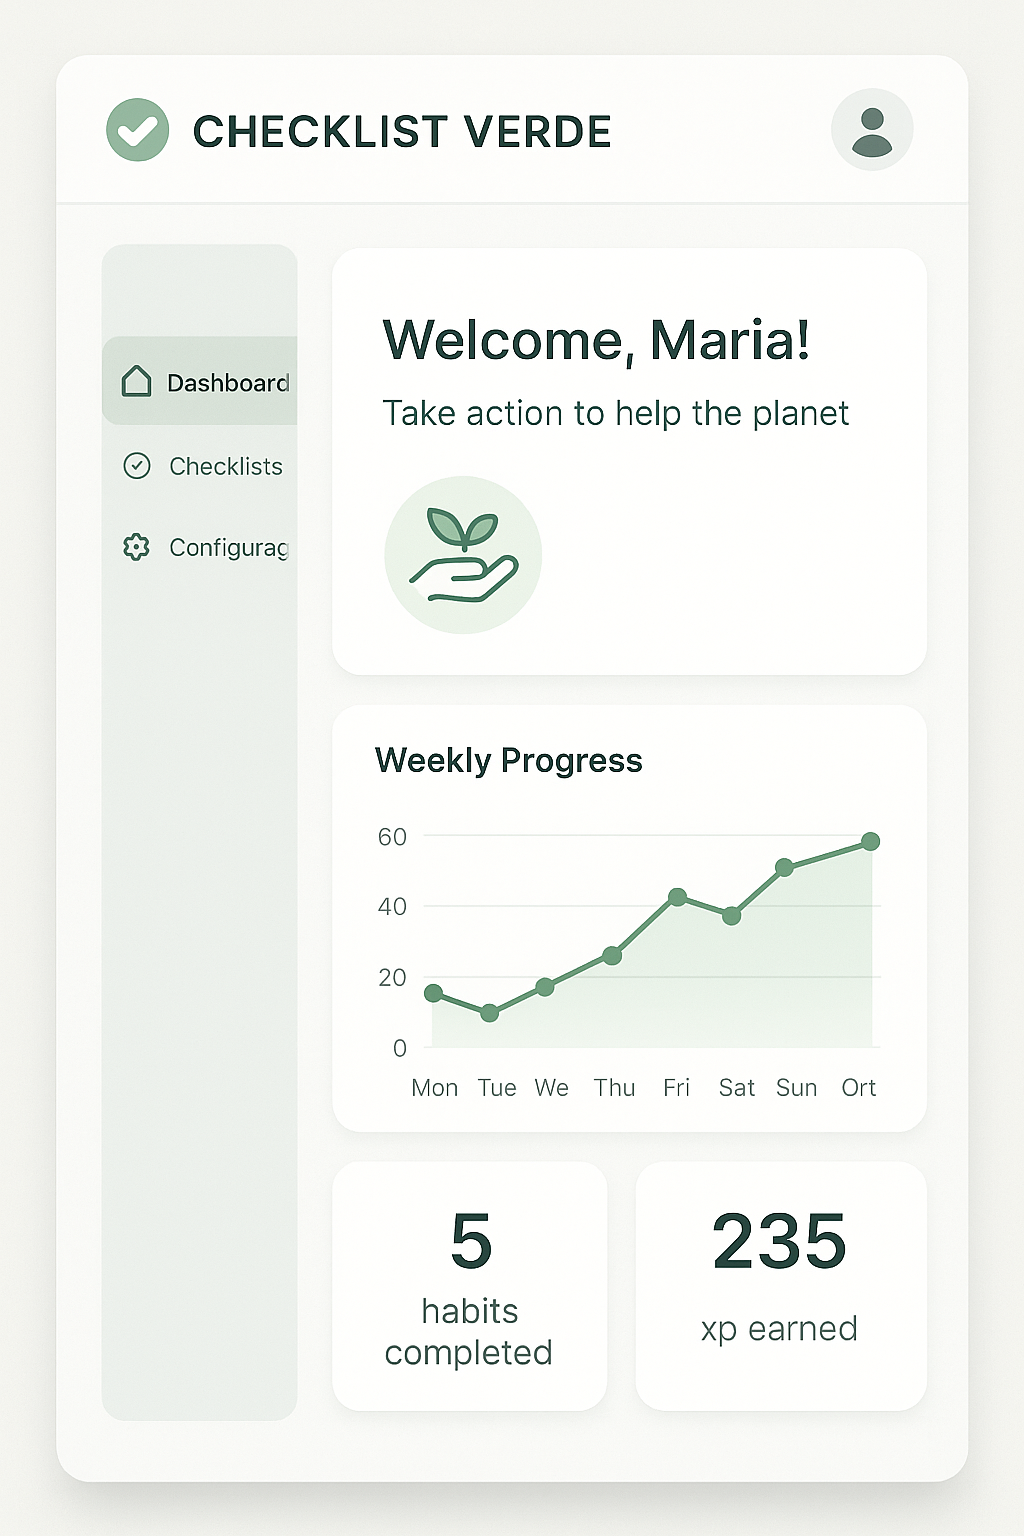 CHECKLIST VERDE
Dashboard
Checklists
Configurag
Welcome, Maria!
Take action to help the planet
Weekly Progress
60
40
20
0
Mon Tue We Thu Fri Sat Sun Ort
5
habits
completed
235
xp earned